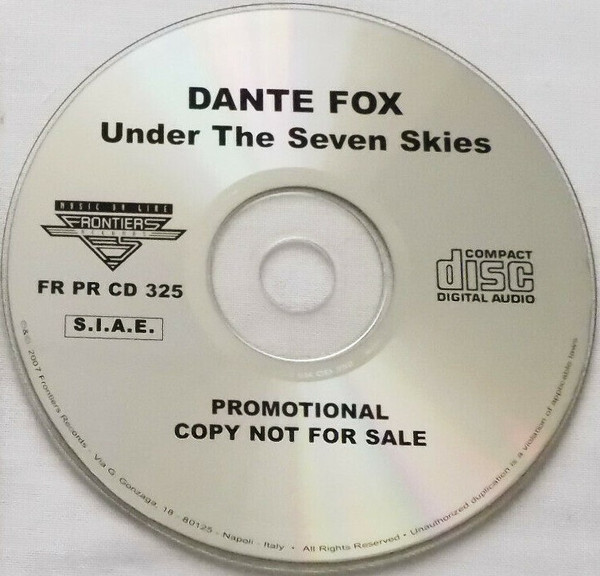 DANTE FOX
Under The Seven Skies
MUSIC ON LINE
FRONTIERS
RECORDS
FR PR CD 325
S.I.A.E.
COMPACT
disc
DIGITAL AUDIO
PROMOTIONAL
COPY NOT FOR SALE
©&℗ 2007 Frontiers Records - Via G. Gonzaga, 18 - 80125 - Napoli - Italy • All Rights Reserved • Unauthorized duplication is a violation of applicable laws